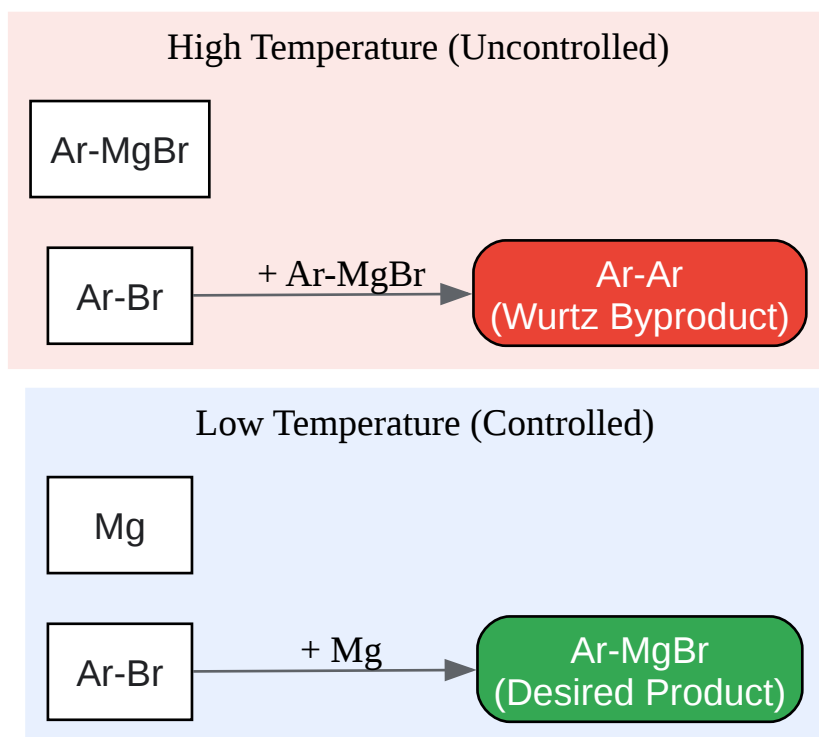 High Temperature (Uncontrolled)
Ar-MgBr
Ar-Br
+ Ar-MgBr
Ar-Ar
(Wurtz Byproduct)
Low Temperature (Controlled)
Mg
Ar-Br
+ Mg
Ar-MgBr
(Desired Product)